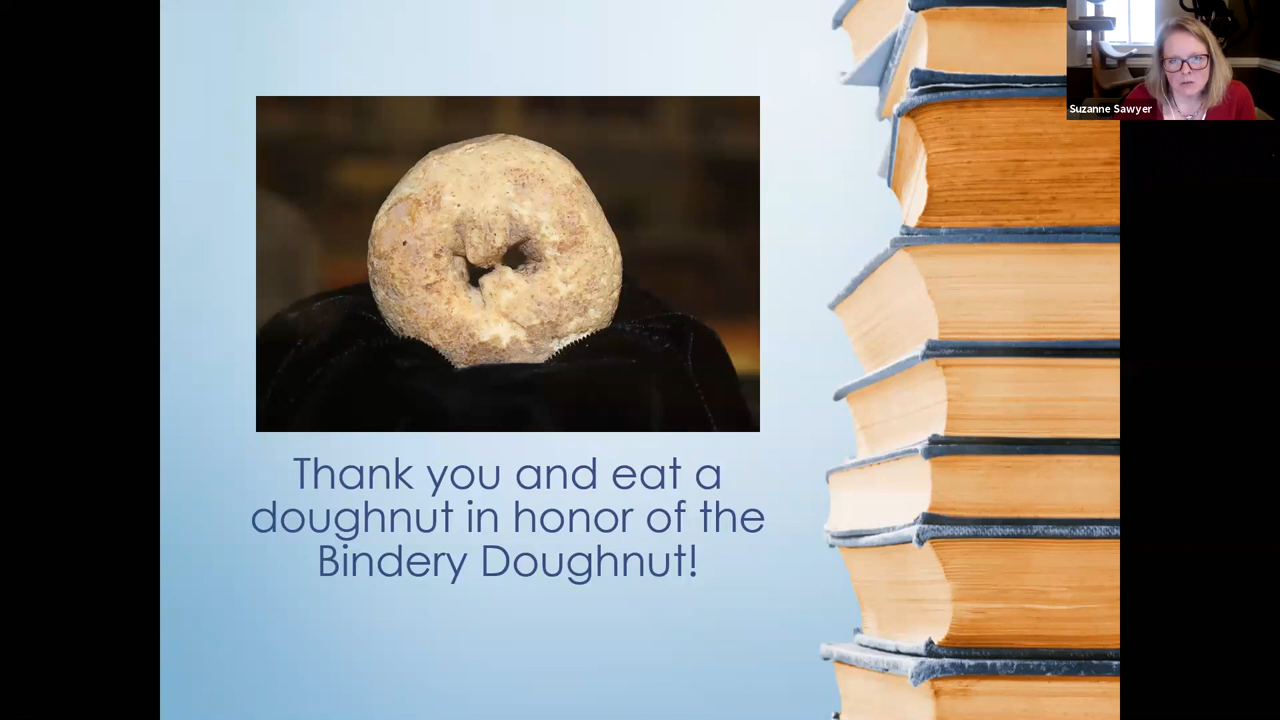 Suzanne Sawyer
Thank you and eat a
doughnut in honor of the
Bindery Doughnut!